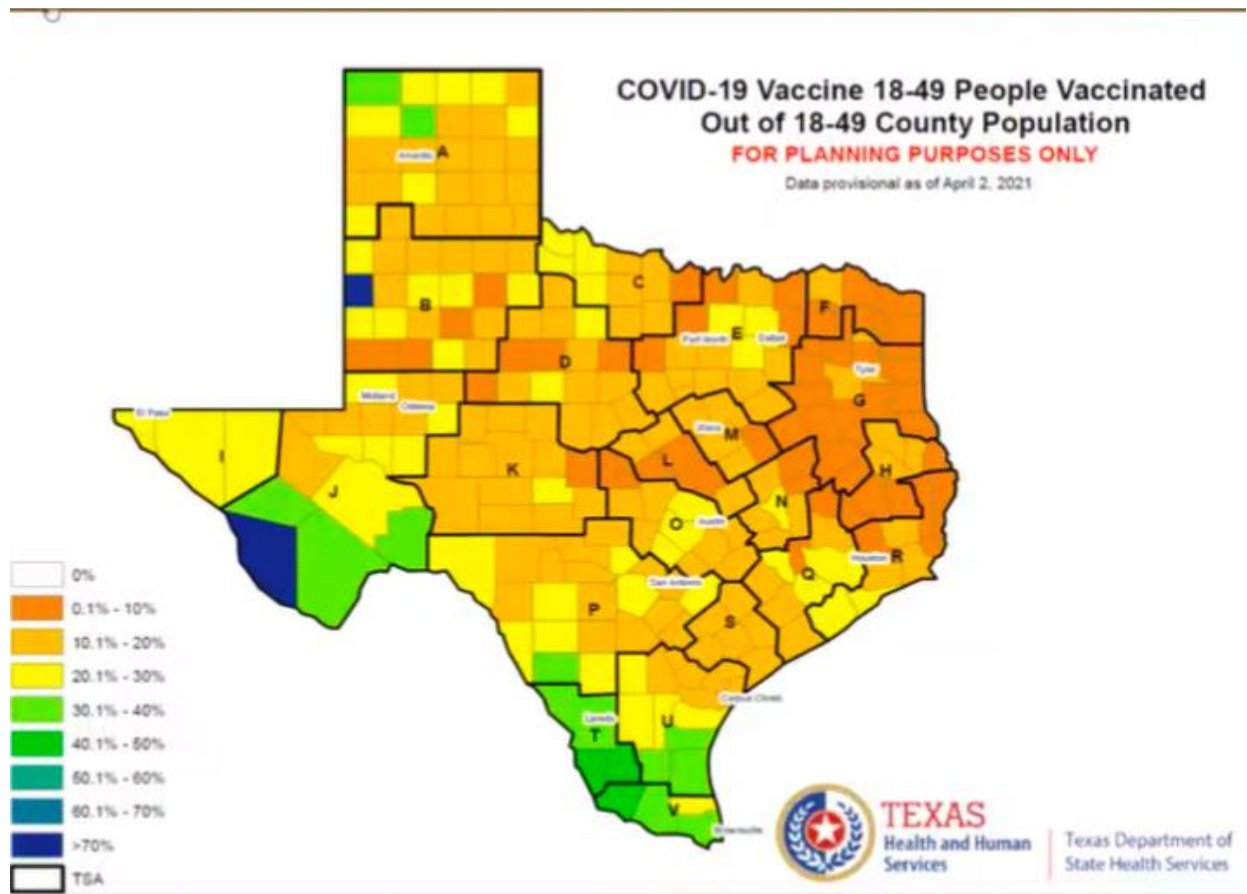 COVID-19 Vaccine 18-49 People Vaccinated
Out of 18-49 County Population
FOR PLANNING PURPOSES ONLY
Data provisional as of April 2, 2021
Amarillo
A
B
C
D
E
Fort Worth
Dallas
F
Tyler
G
Midland
Odessa
El Paso
I
J
K
L
Waco
M
H
N
O
Austin
Houston
R
Q
San Antonio
P
S
Corpus Christi
U
Laredo
T
V
Brownsville
0%
0.1% - 10%
10.1% - 20%
20.1% - 30%
30.1% - 40%
40.1% - 50%
50.1% - 60%
60.1% - 70%
>70%
TSA
TEXAS
Health and Human
Services
Texas Department of
State Health Services